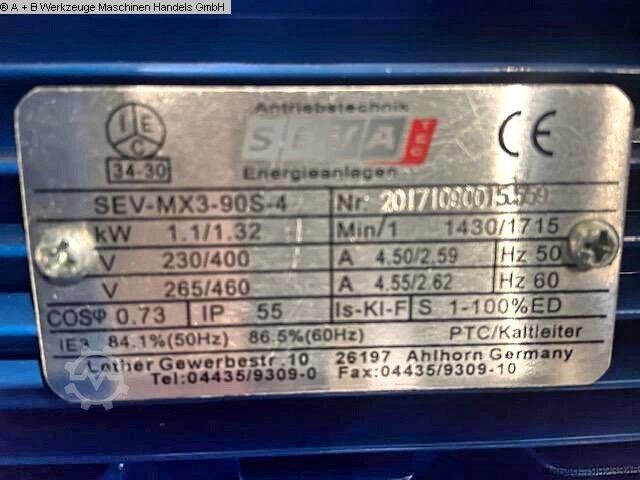 © A + B Werkzeuge Maschinen Handels GmbH
Antriebstechnik
IEC
SEVA TEC
CE
34-30
Energieanlagen
SEV-MX3-90S-4 Nr.
kW 1.1/1.32 Min/1 1430/1715
V 230/400 A 4.50/2.59 Hz 50
V 265/460 A 4.55/2.62 Hz 60
COSφ 0.73 IP 55 Is-Kl-F S 1-100%ED
IE3 84.1%(50Hz) 86.5%(60Hz) PTC/Kaltleiter
Lether Gewerbestr.10 26197 Ahlhorn Germany
Tel:04435/9309-0 Fax:04435/9309-10